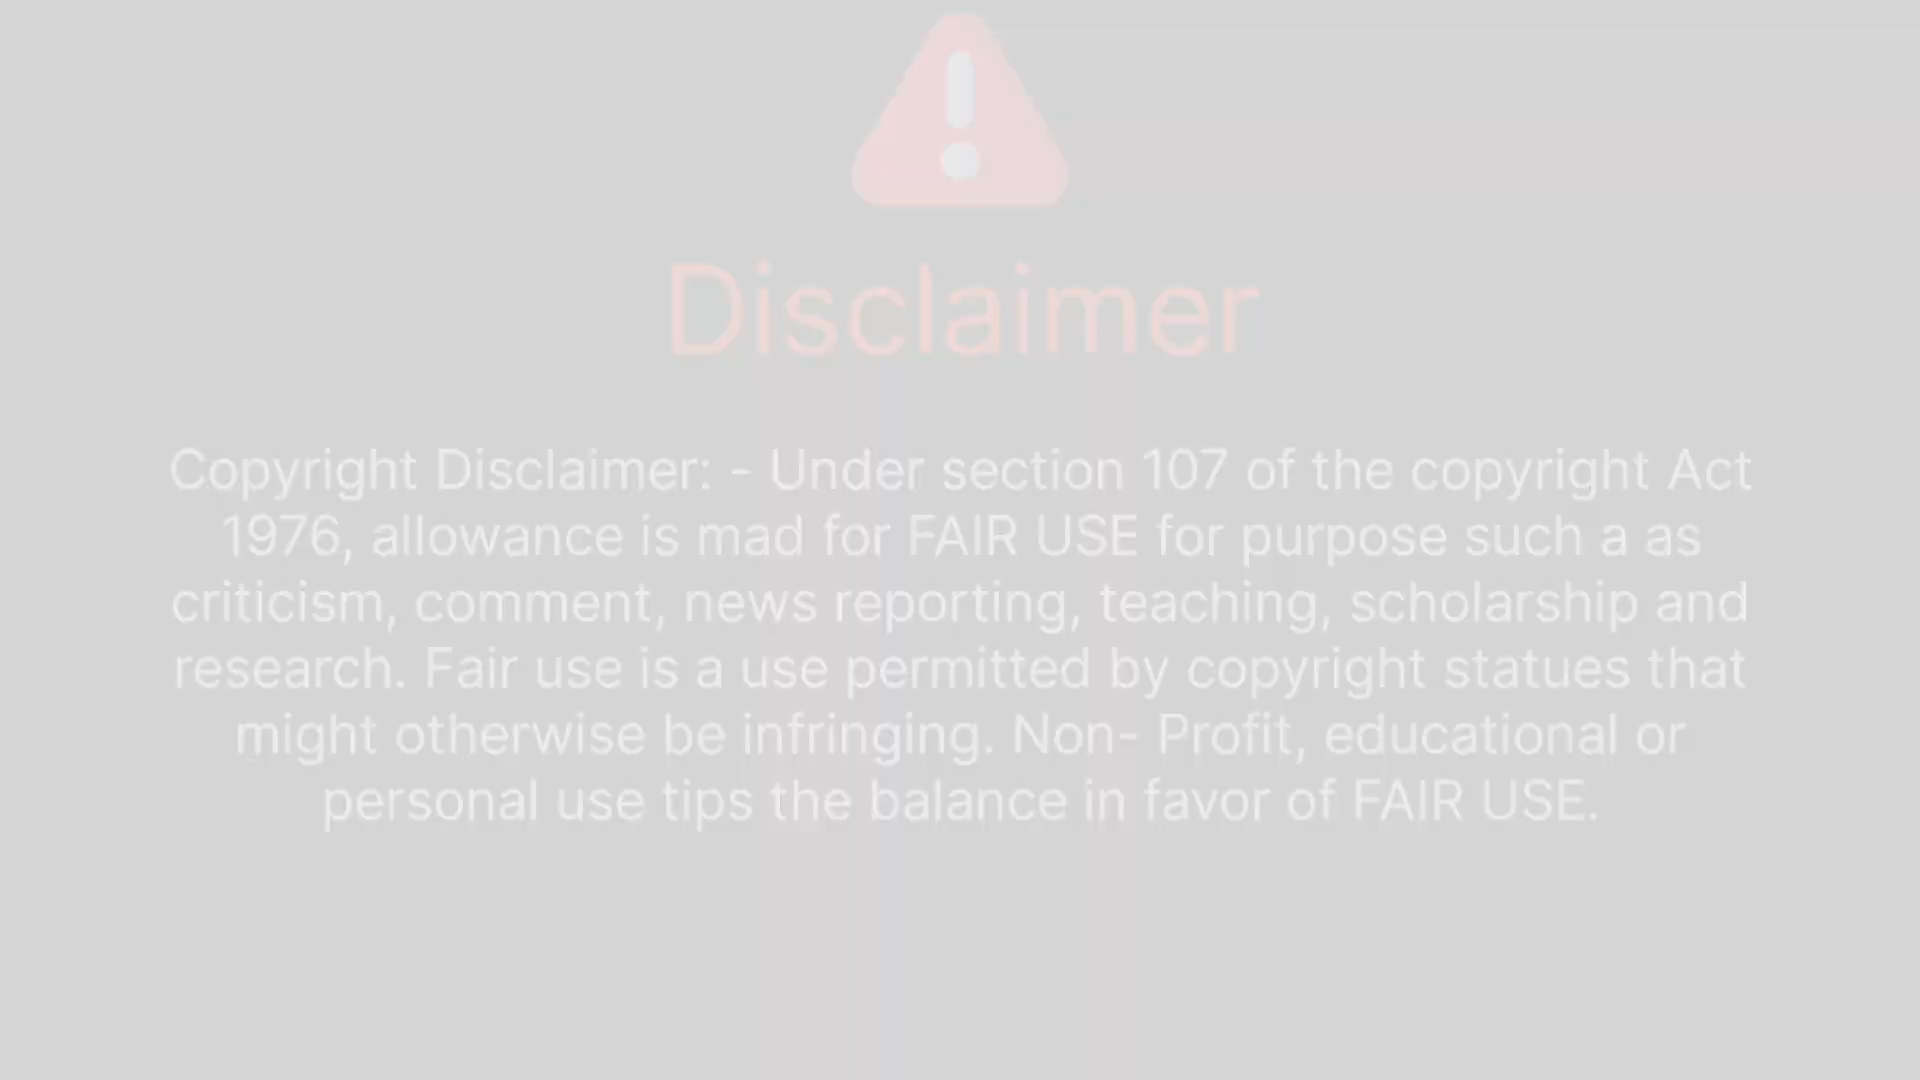 Disclaimer
Copyright Disclaimer: - Under section 107 of the copyright Act
1976, allowance is mad for FAIR USE for purpose such a as
criticism, comment, news reporting, teaching, scholarship and
research. Fair use is a use permitted by copyright statues that
might otherwise be infringing. Non- Profit, educational or
personal use tips the balance in favor of FAIR USE.